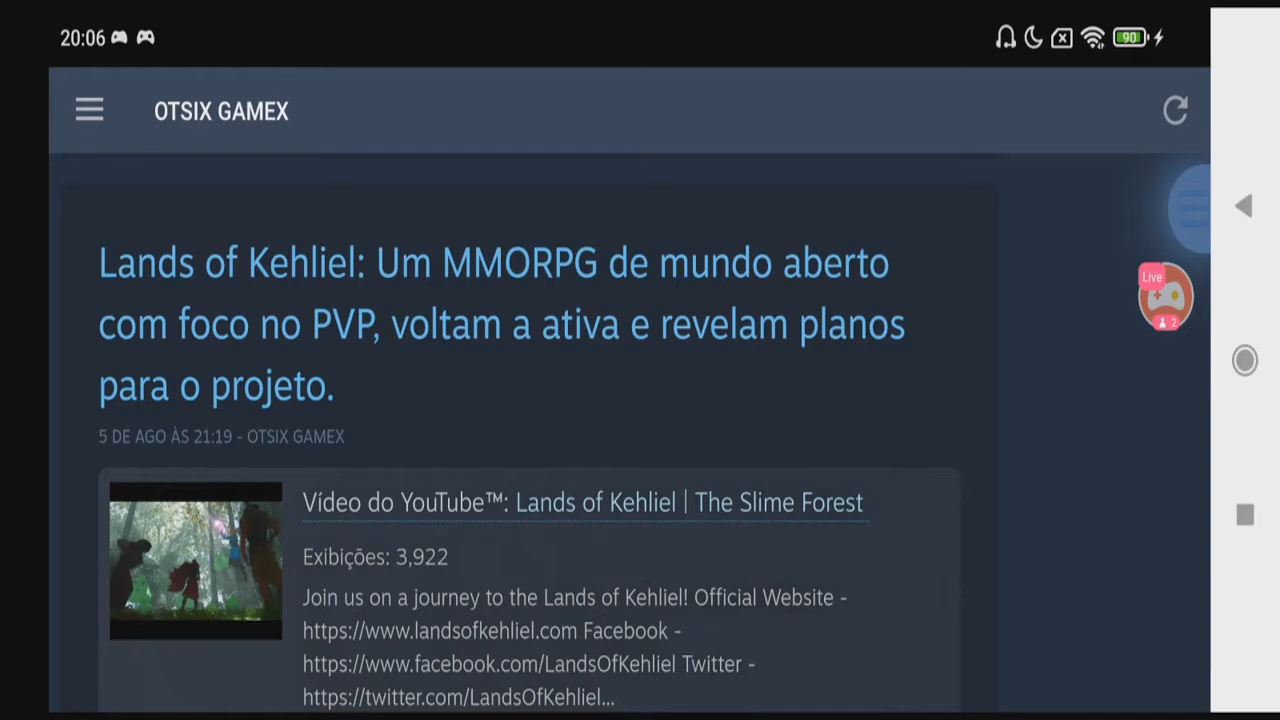 20:06
90
OTSIX GAMEX
Live
2
Lands of Kehliel: Um MMORPG de mundo aberto
com foco no PVP, voltam a ativa e revelam planos
para o projeto.
5 DE AGO ÀS 21:19 - OTSIX GAMEX
Vídeo do YouTube™: Lands of Kehliel | The Slime Forest
Exibições: 3,922
Join us on a journey to the Lands of Kehliel! Official Website -
https://www.landsofkehliel.com Facebook -
https://www.facebook.com/LandsOfKehliel Twitter -
https://twitter.com/LandsOfKehliel...